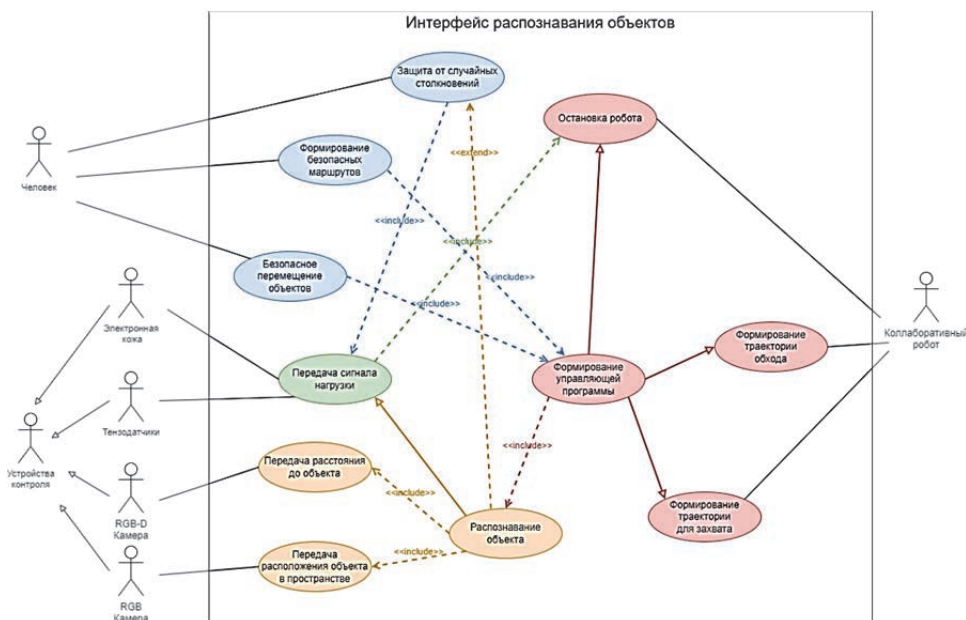 Интерфейс распознавания объектов
Защита от случайных
столкновений
Остановка робота
<<extend>>
Формирование
безопасных
маршрутов
Человек
<<include>>
<<include>>
Безопасное
перемещение
объектов
<<include>>
<<include>>
Электронная
кожа
Коллаборативный
робот
Формирование
траектории
обхода
Передача сигнала
нагрузки
Формирование
управляющей
программы
Тензодатчики
<<include>>
Устройства
контроля
Передача расстояния
до объекта
<<include>>
RGB-D
Камера
Распознавание
объекта
Формирование
траектории
для захвата
<<include>>
Передача
расположения объекта
в пространстве
RGB
Камера